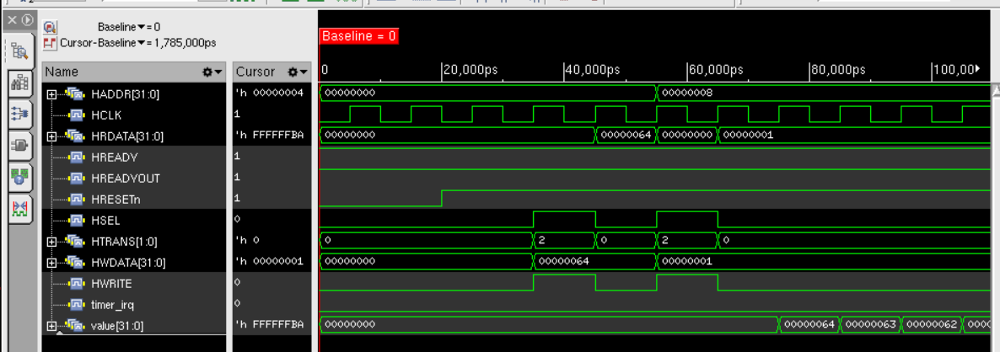 Baseline▼= 0
Cursor-Baseline▼= 1,785,000ps
Baseline = 0
Name Cursor 0 20,000ps 40,000ps 60,000ps 80,000ps 100,00
HADDR[31:0] 'h 00000004 00000000 00000008
HCLK 1
HRDATA[31:0] 'h FFFFFFBA 00000000 00000064 00000000 00000001
HREADY 1
HREADYOUT 1
HRESETn 1
HSEL 0
HTRANS[1:0] 'h 0 0 2 0 2 0
HWDATA[31:0] 'h 00000001 00000000 00000064 00000001
HWRITE 0
timer_irq 0
value[31:0] 'h FFFFFFBA 00000000 00000064 00000063 00000062 0000